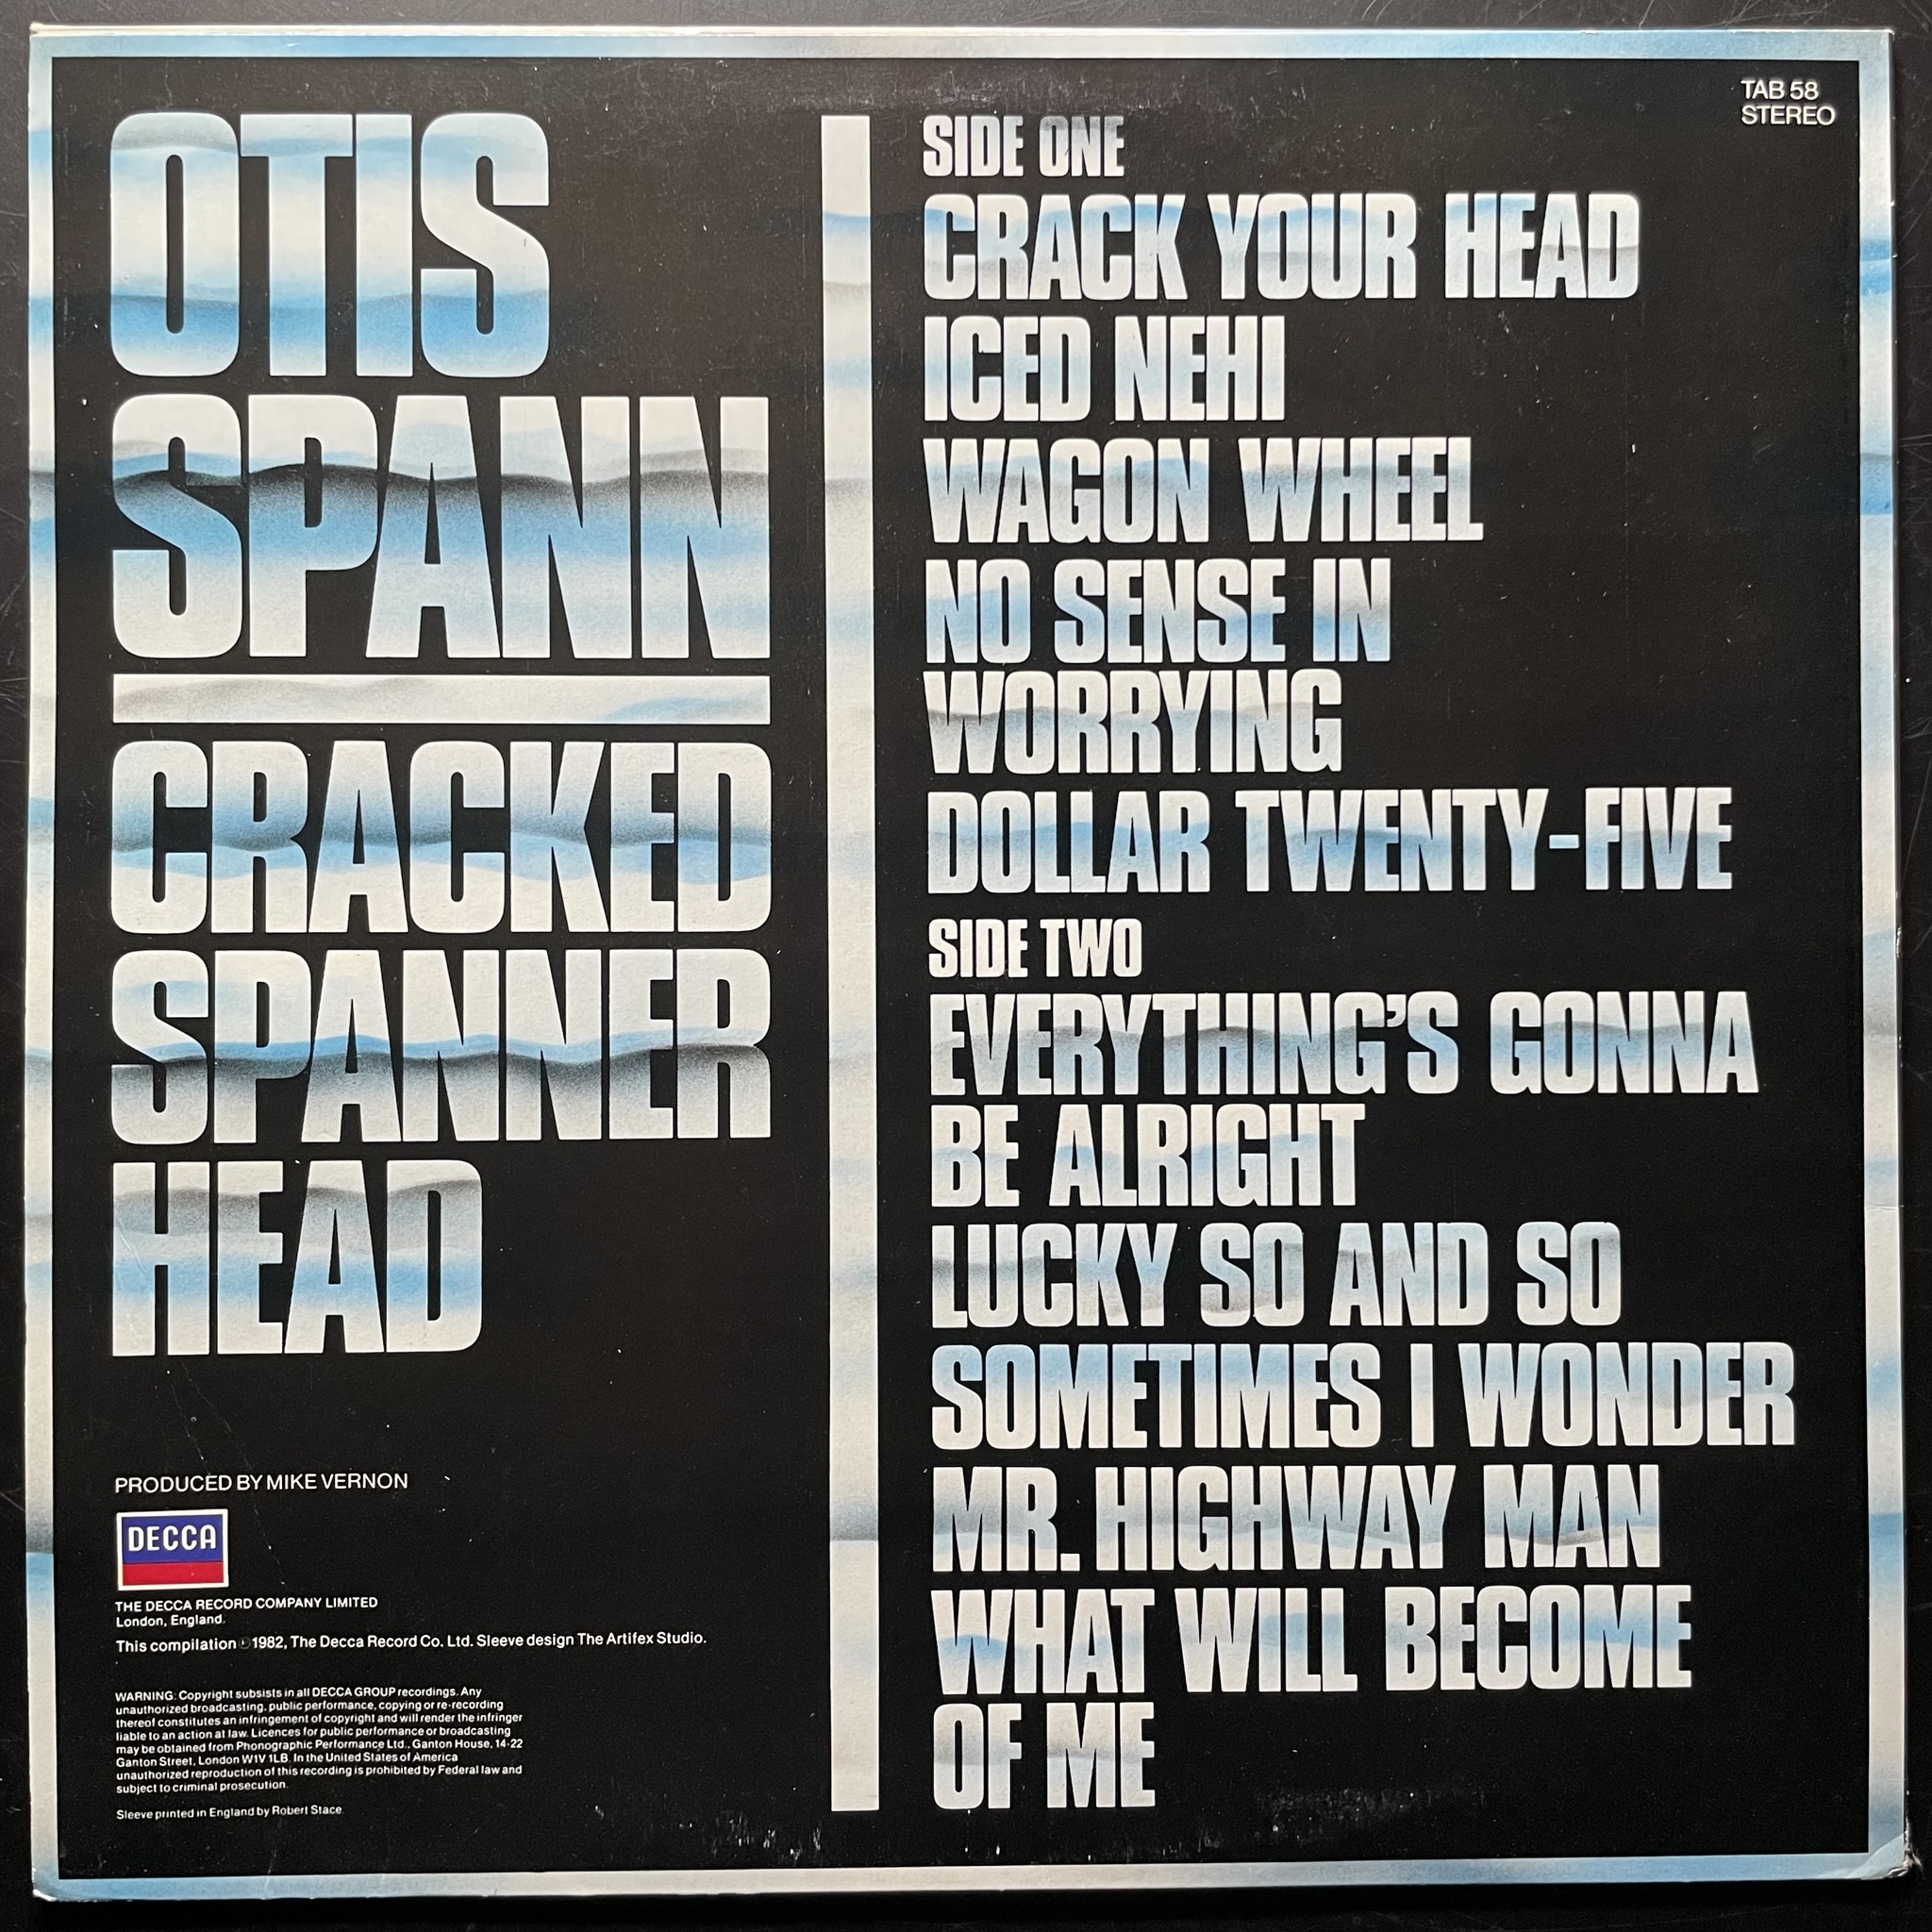 OTIS
SPANN
CRACKED
SPANNER
HEAD
PRODUCED BY MIKE VERNON
DECCA
THE DECCA RECORD COMPANY LIMITED
London, England.
This compilation ℗ 1982, The Decca Record Co. Ltd. Sleeve design The Artifex Studio.
WARNING: Copyright subsists in all DECCA GROUP recordings. Any
unauthorized broadcasting, public performance, copying or re-recording
thereof constitutes an infringement of copyright and will render the infringer
liable to an action at law. Licences for public performance or broadcasting
may be obtained from Phonographic Performance Ltd., Ganton House, 14-22
Ganton Street, London W1V 1LB. In the United States of America
unauthorized reproduction of this recording is prohibited by Federal law and
subject to criminal prosecution.
Sleeve printed in England by Robert Stace.
TAB 58
STEREO
SIDE ONE
CRACK YOUR HEAD
ICED NEHI
WAGON WHEEL
NO SENSE IN
WORRYING
DOLLAR TWENTY-FIVE
SIDE TWO
EVERYTHING'S GONNA
BE ALRIGHT
LUCKY SO AND SO
SOMETIMES I WONDER
MR. HIGHWAY MAN
WHAT WILL BECOME
OF ME